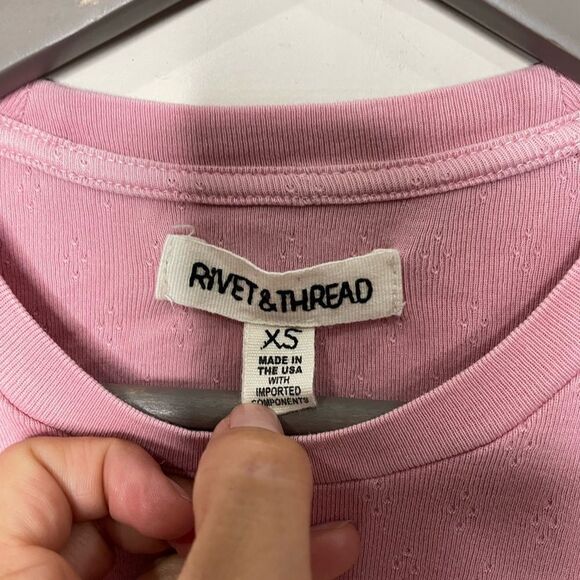 RiVET & THREAD
XS
MADE IN
THE USA
WITH
IMPORTED
COMPONENTS